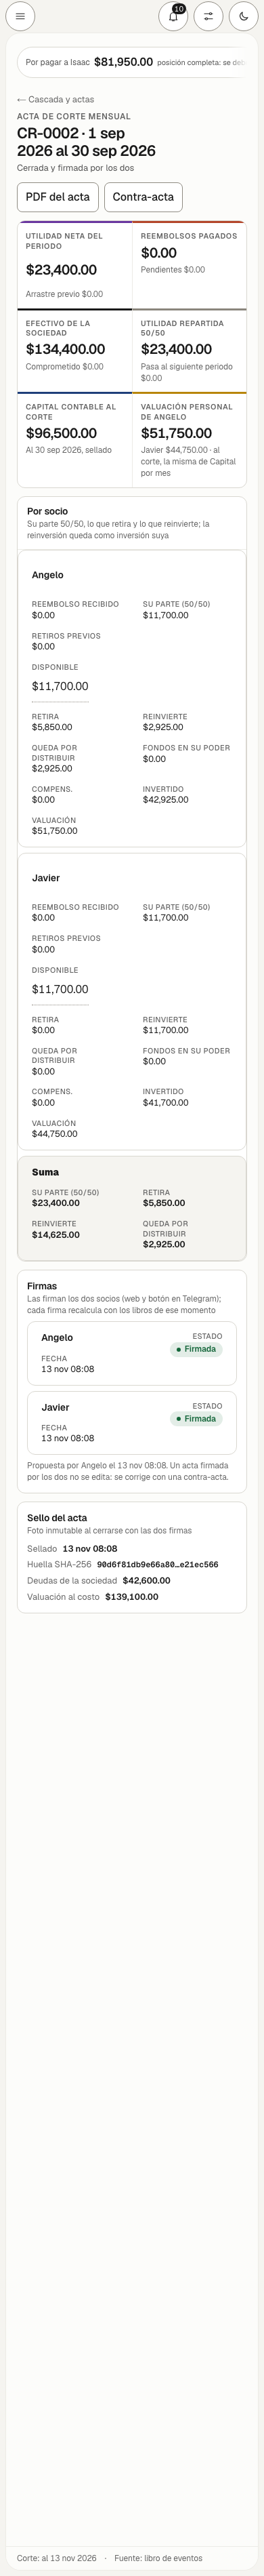 10
Por pagar a Isaac $81,950.00 posición completa: se
← Cascada y actas
ACTA DE CORTE MENSUAL
CR-0002 · 1 sep
2026 al 30 sep 2026
Cerrada y firmada por los dos
PDF del acta
Contra-acta
UTILIDAD NETA DEL
PERIODO
$23,400.00
Arrastre previo $0.00
REEMBOLSOS PAGADOS
$0.00
Pendientes $0.00
EFECTIVO DE LA
SOCIEDAD
$134,400.00
Comprometido $0.00
UTILIDAD REPARTIDA
50/50
$23,400.00
Pasa al siguiente periodo
$0.00
CAPITAL CONTABLE AL
CORTE
$96,500.00
Al 30 sep 2026, sellado
VALUACIÓN PERSONAL
DE ANGELO
$51,750.00
Javier $44,750.00 · al
corte, la misma de Capital
por mes
Por socio
Su parte 50/50, lo que retira y lo que reinvierte; la
reinversión queda como inversión suya
Angelo
REEMBOLSO RECIBIDO
$0.00
SU PARTE (50/50)
$11,700.00
RETIROS PREVIOS
$0.00
DISPONIBLE
$11,700.00
RETIRA
$5,850.00
REINVIERTE
$2,925.00
QUEDA POR
DISTRIBUIR
$2,925.00
FONDOS EN SU PODER
$0.00
COMPENS.
$0.00
INVERTIDO
$42,925.00
VALUACIÓN
$51,750.00
Javier
REEMBOLSO RECIBIDO
$0.00
SU PARTE (50/50)
$11,700.00
RETIROS PREVIOS
$0.00
DISPONIBLE
$11,700.00
RETIRA
$0.00
REINVIERTE
$11,700.00
QUEDA POR
DISTRIBUIR
$0.00
FONDOS EN SU PODER
$0.00
COMPENS.
$0.00
INVERTIDO
$41,700.00
VALUACIÓN
$44,750.00
Suma
SU PARTE (50/50)
$23,400.00
RETIRA
$5,850.00
REINVIERTE
$14,625.00
QUEDA POR
DISTRIBUIR
$2,925.00
Firmas
Las firman los dos socios (web y botón en Telegram);
cada firma recalcula con los libros de ese momento
Angelo
ESTADO
Firmada
FECHA
13 nov 08:08
Javier
ESTADO
Firmada
FECHA
13 nov 08:08
Propuesta por Angelo el 13 nov 08:08. Un acta firmada
por los dos no se edita: se corrige con una contra-acta.
Sello del acta
Foto inmutable al cerrarse con las dos firmas
Sellado 13 nov 08:08
Huella SHA-256 90d6f81db9e66a80…e21ec566
Deudas de la sociedad $42,600.00
Valuación al costo $139,100.00
Corte: al 13 nov 2026 · Fuente: libro de eventos